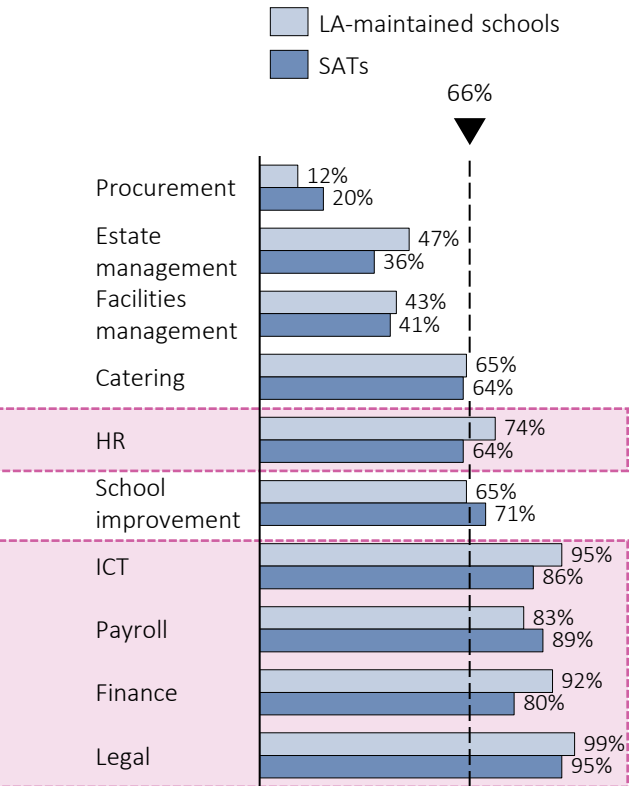 LA-maintained schools
SATs
66%
Procurement
12%
20%
Estate
management
47%
36%
Facilities
management
43%
41%
Catering
65%
64%
HR
74%
64%
School
improvement
65%
71%
ICT
95%
86%
Payroll
83%
89%
Finance
92%
80%
Legal
99%
95%